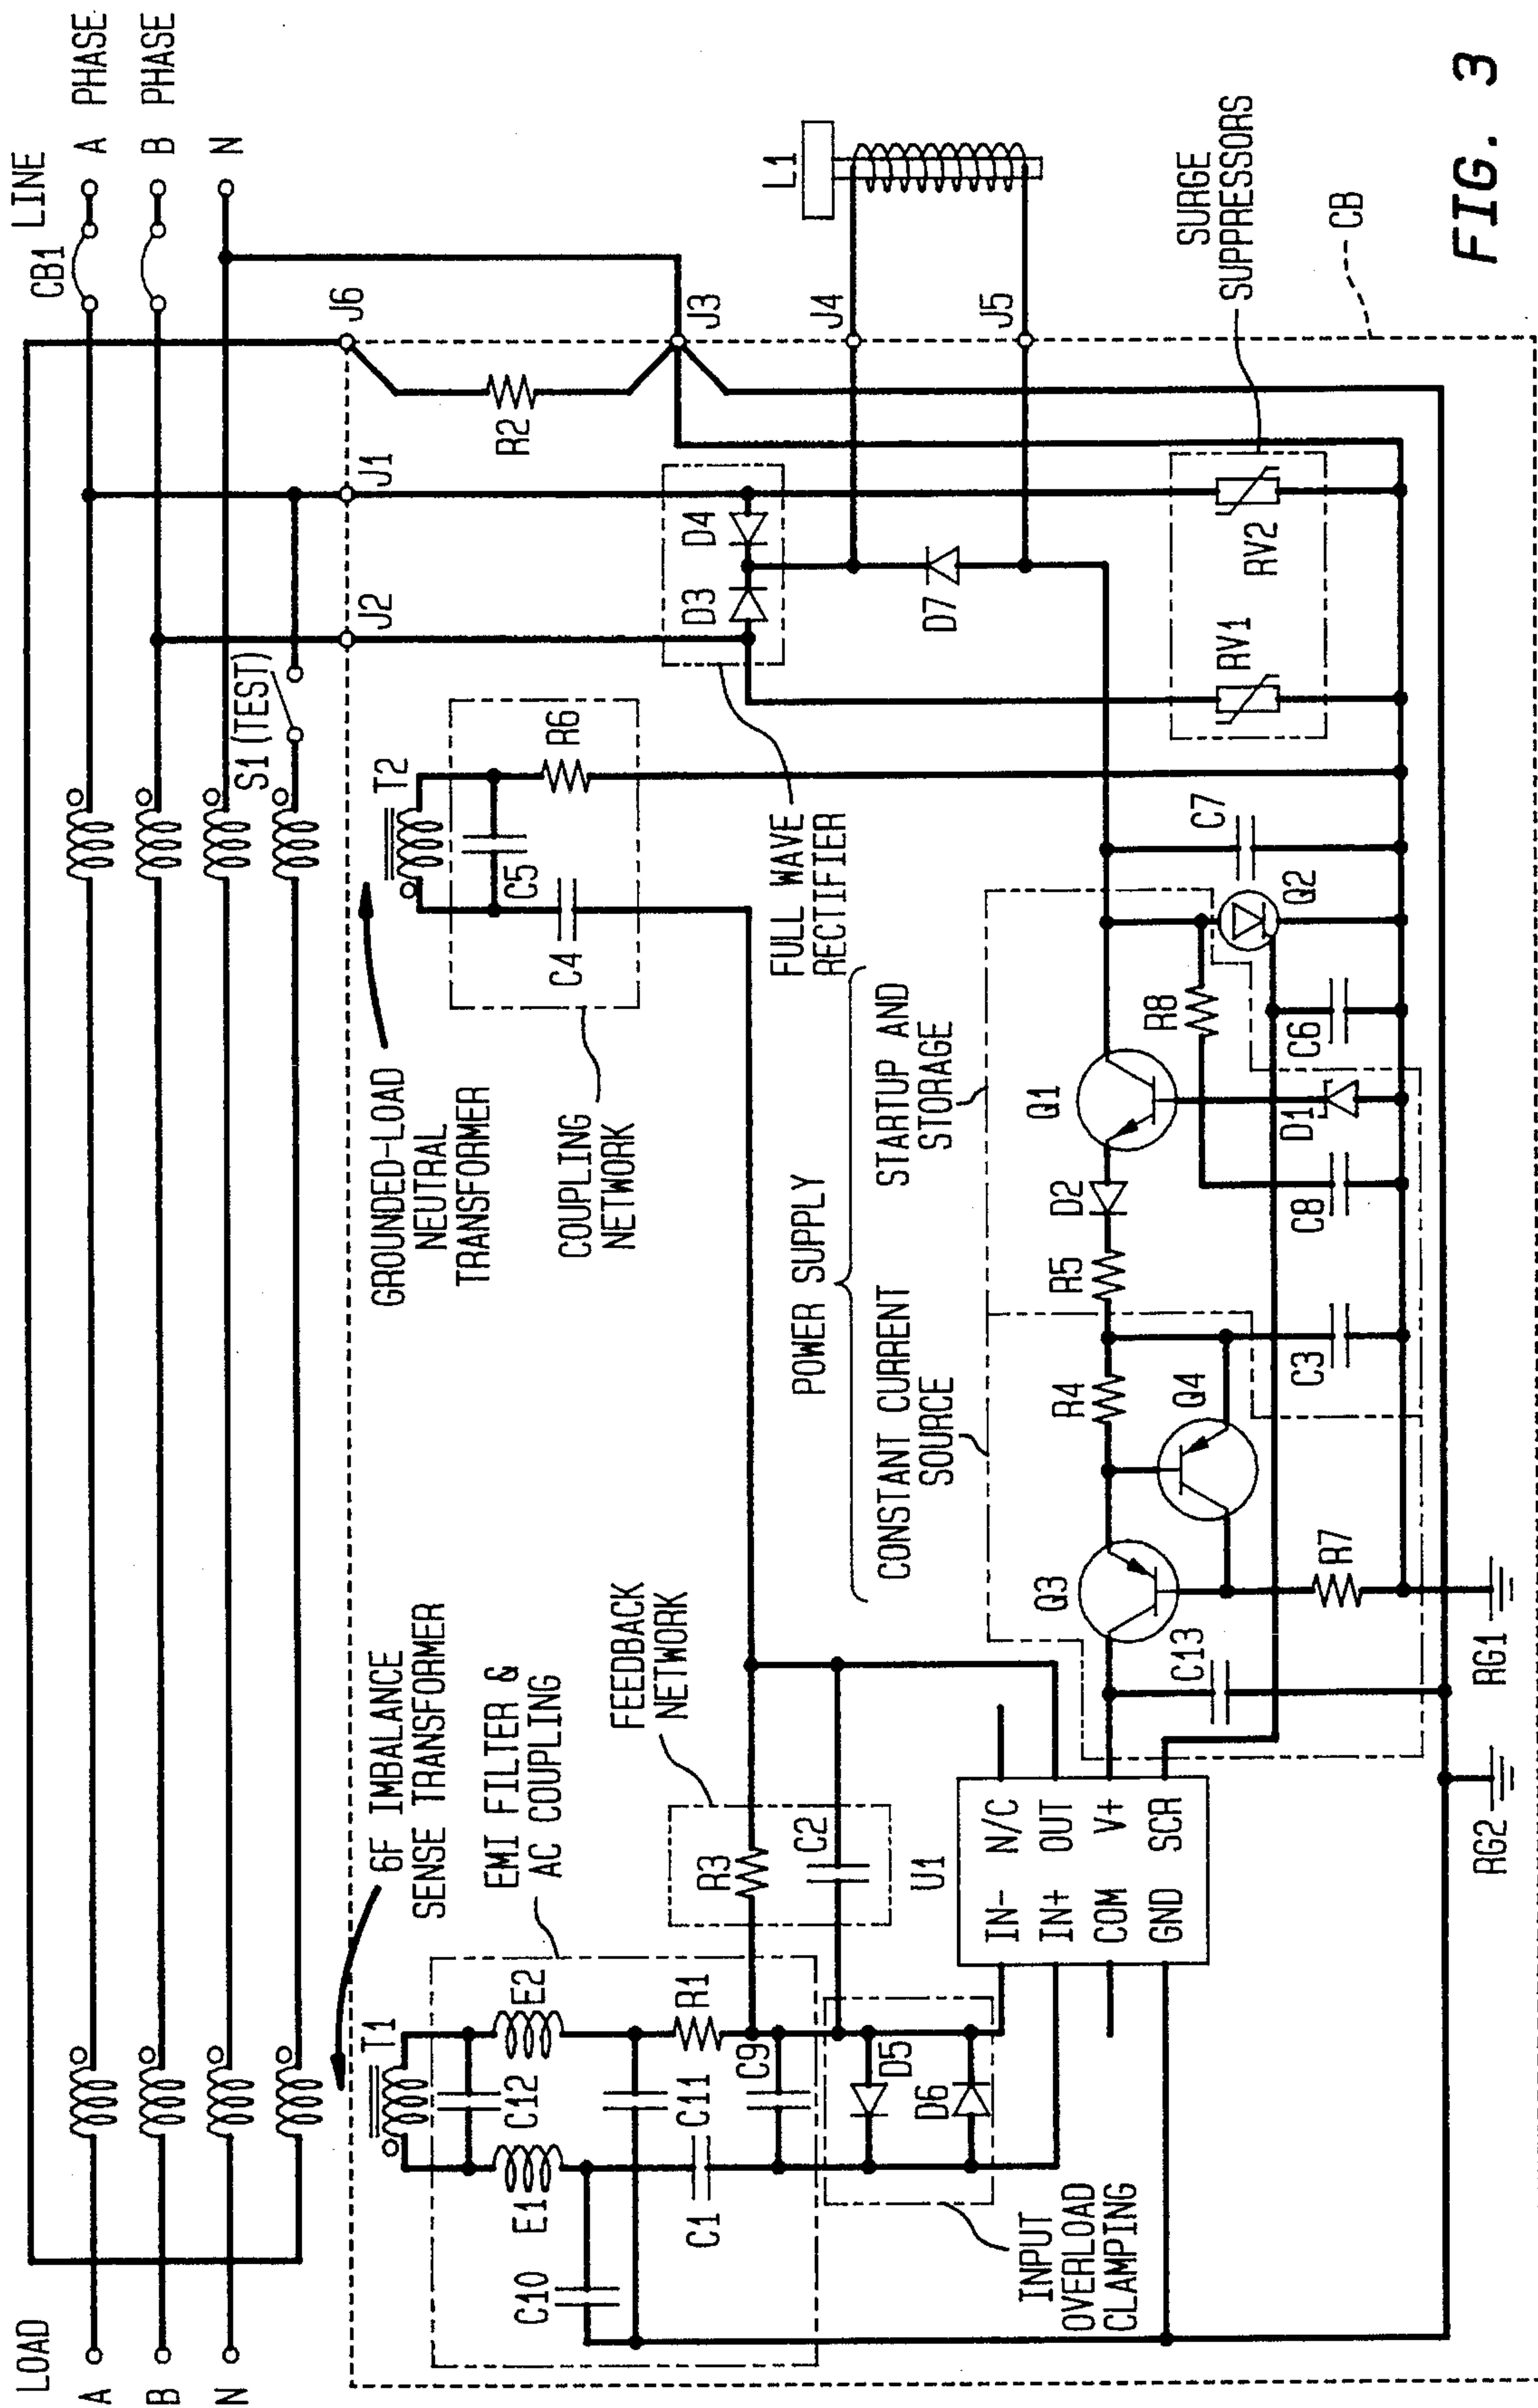 LOAD
A
B
N
LINE
CB1
A PHASE
B PHASE
N
S1 (TEST)
GF IMBALANCE
SENSE TRANSFORMER
GROUNDED-LOAD
NEUTRAL
TRANSFORMER
T1
T2
J2
J1
J6
EMI FILTER &
AC COUPLING
C12
E1
E2
C10
C11
R1
C1
C9
FEEDBACK
NETWORK
R3
C2
COUPLING
NETWORK
C5
C4
R6
R2
J3
FULL WAVE
RECTIFIER
D3
D4
L1
J4
J5
D7
INPUT
OVERLOAD
CLAMPING
D5
D6
U1
IN-
N/C
IN+
OUT
COM
V+
GND
SCR
POWER SUPPLY
CONSTANT CURRENT
SOURCE
STARTUP AND
STORAGE
Q3
R4
Q4
R5
D2
Q1
R8
Q2
C7
C13
R7
C3
C8
D1
C6
RV1
RV2
SURGE
SUPPRESSORS
CB
RG2
RG1
FIG. 3